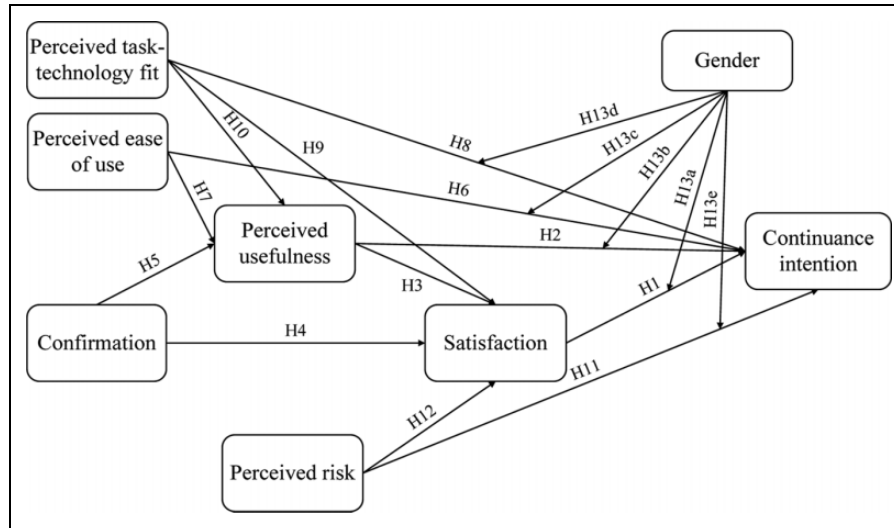 Perceived task-
technology fit
Gender
H13d
H10
H9
H8
H13c
H13b
H13a
H13e
Perceived ease
of use
H7
H6
Perceived
usefulness
H2
Continuance
intention
H5
H3
H1
Confirmation
H4
Satisfaction
H12
H11
Perceived risk